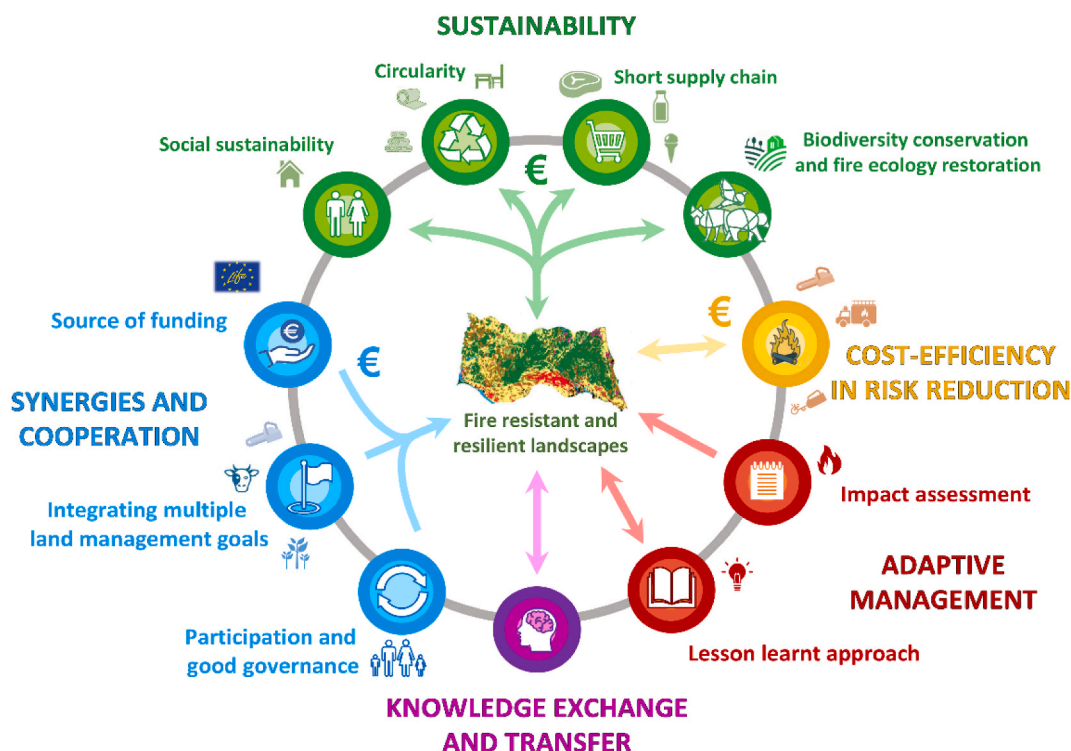 SUSTAINABILITY
Circularity
Short supply chain
Social sustainability
Biodiversity conservation
and fire ecology restoration
€
Life
Source of funding
€
€
€
COST-EFFICIENCY
IN RISK REDUCTION
SYNERGIES AND
COOPERATION
Fire resistant and
resilient landscapes
Integrating multiple
land management goals
Impact assessment
ADAPTIVE
MANAGEMENT
Participation and
good governance
Lesson learnt approach
KNOWLEDGE EXCHANGE
AND TRANSFER